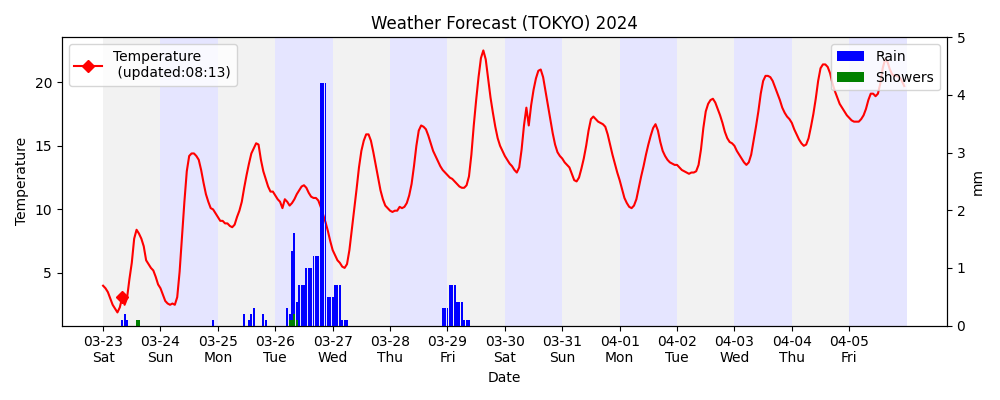 Weather Forecast (TOKYO) 2024
Temperature
(updated:08:13)
Rain
Showers
Temperature
20
15
10
5
5
4
3
2
1
0
mm
03-23 03-24 03-25 03-26 03-27 03-28 03-29 03-30 03-31 04-01 04-02 04-03 04-04 04-05
Sat Sun Mon Tue Wed Thu Fri Sat Sun Mon Tue Wed Thu Fri
Date